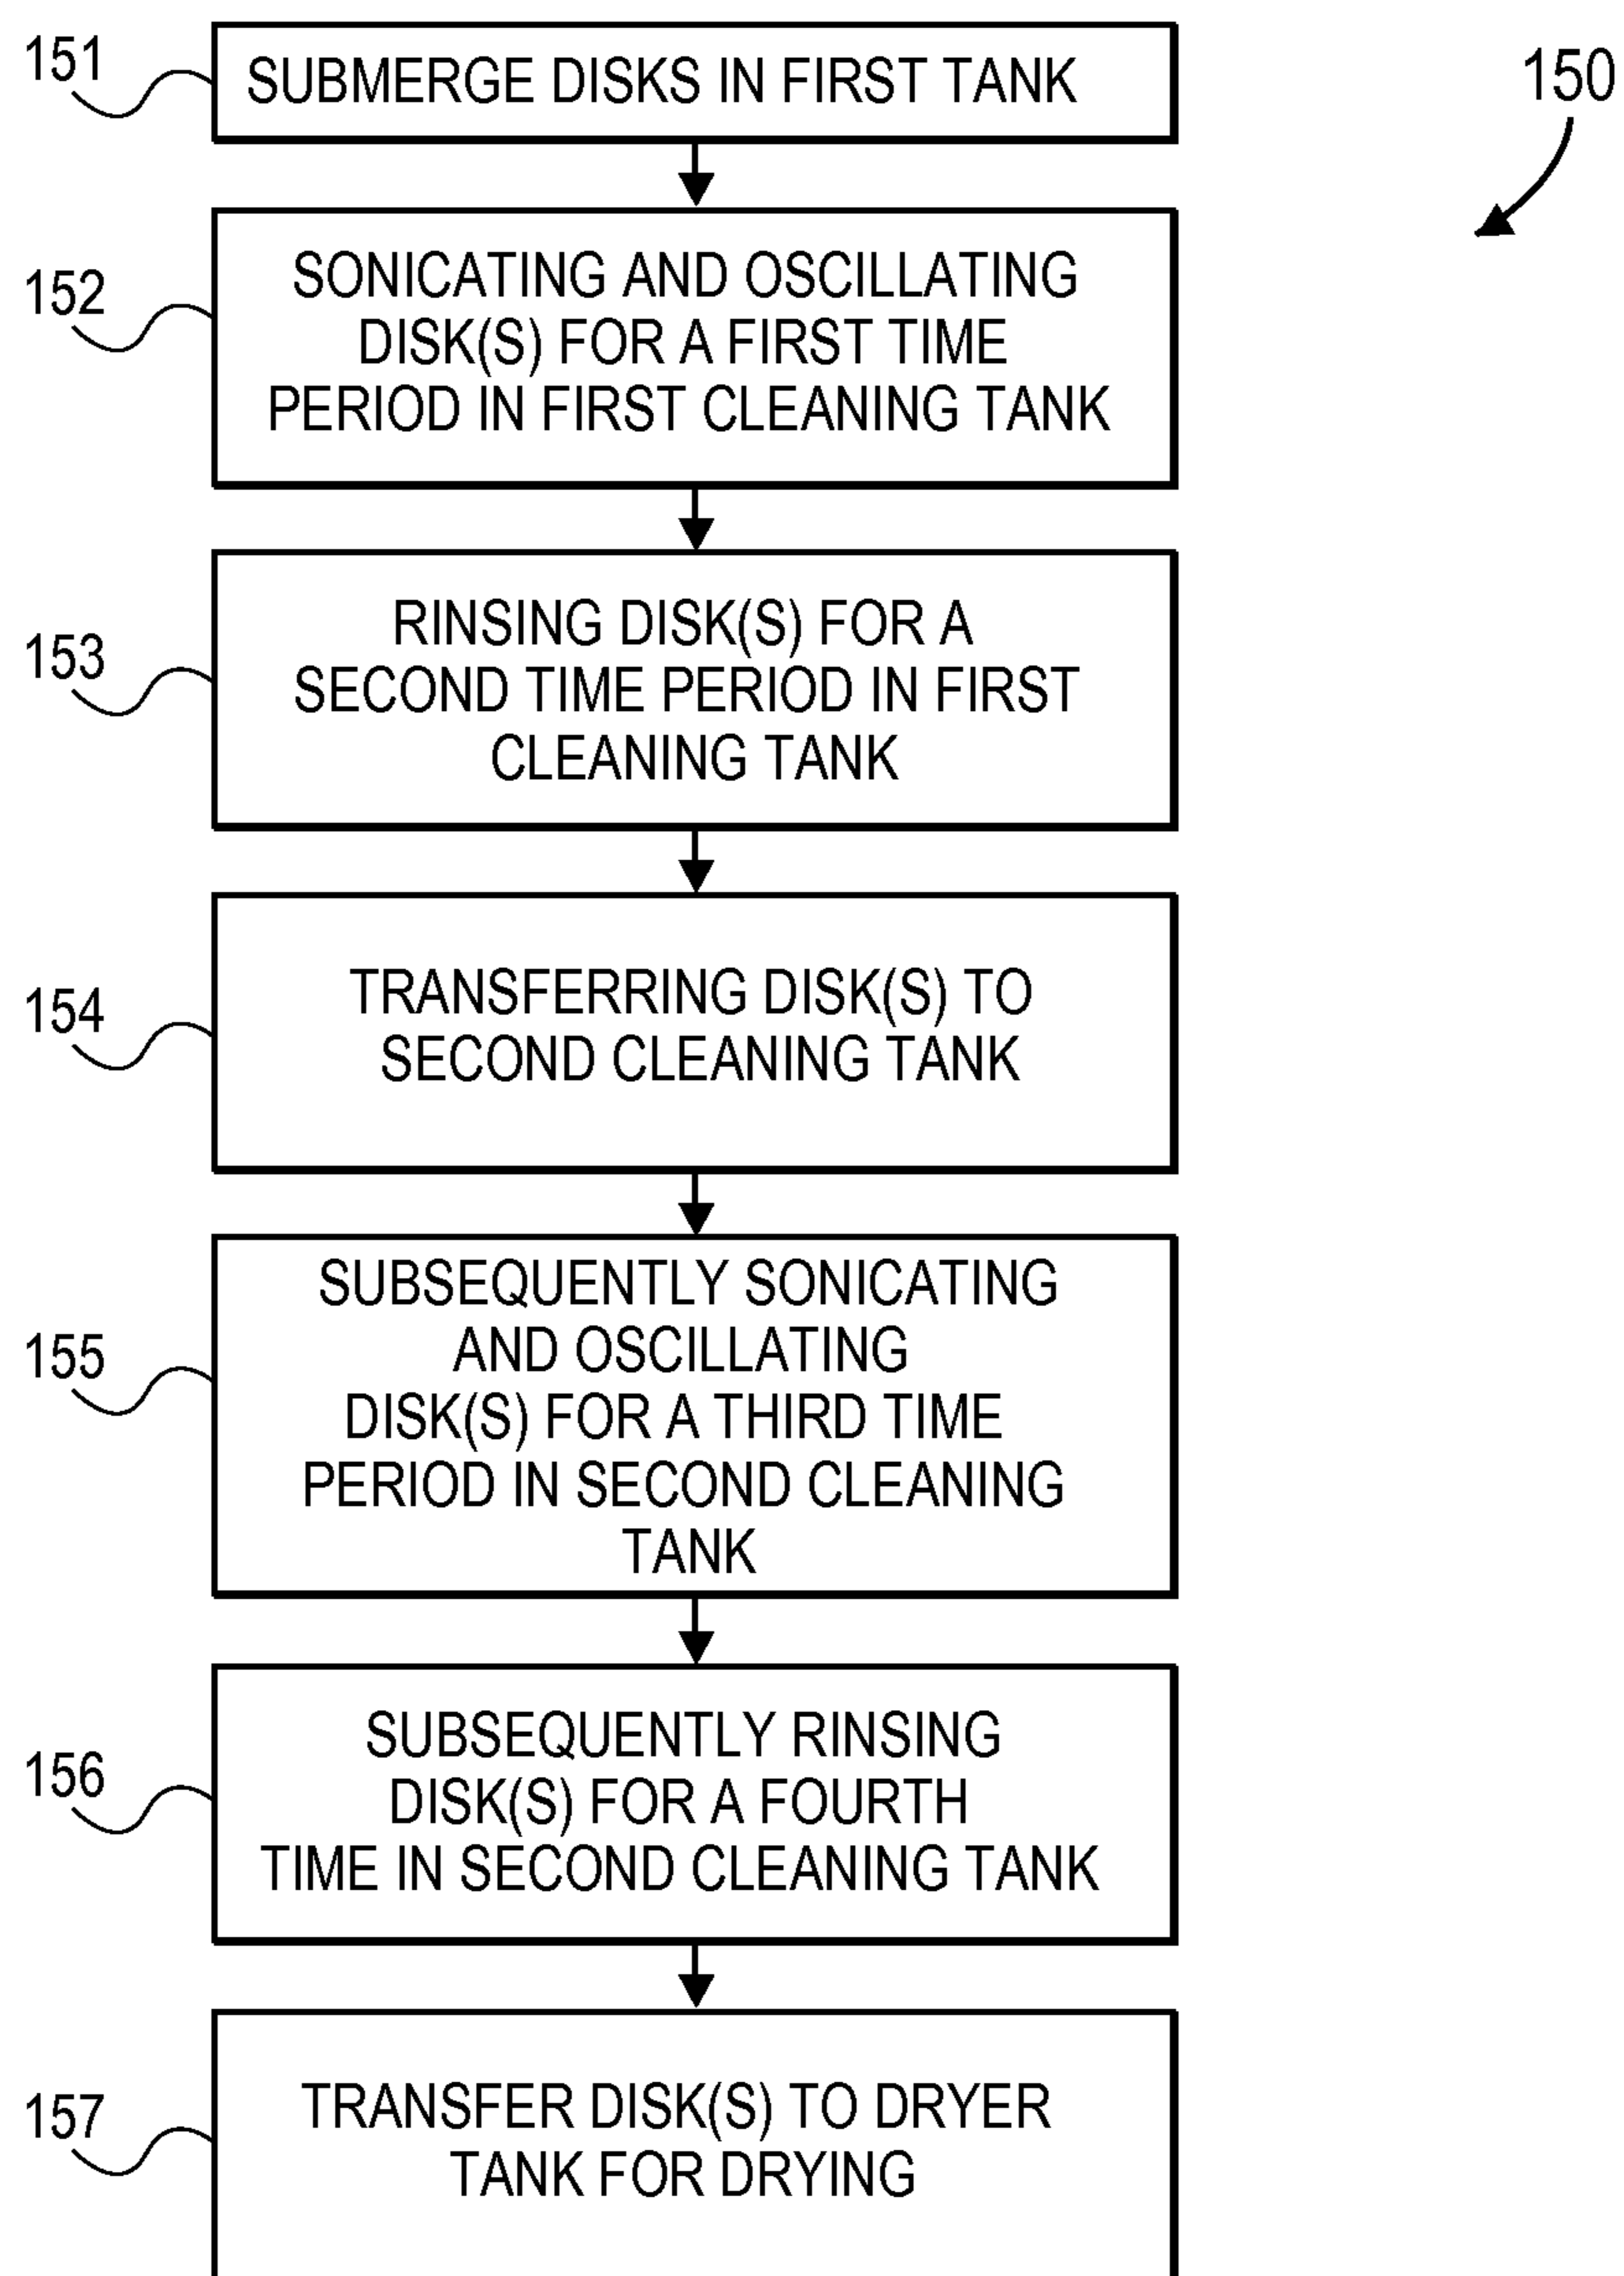 151
SUBMERGE DISKS IN FIRST TANK
150
152
SONICATING AND OSCILLATING
DISK(S) FOR A FIRST TIME
PERIOD IN FIRST CLEANING TANK
153
RINSING DISK(S) FOR A
SECOND TIME PERIOD IN FIRST
CLEANING TANK
154
TRANSFERRING DISK(S) TO
SECOND CLEANING TANK
155
SUBSEQUENTLY SONICATING
AND OSCILLATING
DISK(S) FOR A THIRD TIME
PERIOD IN SECOND CLEANING
TANK
156
SUBSEQUENTLY RINSING
DISK(S) FOR A FOURTH
TIME IN SECOND CLEANING TANK
157
TRANSFER DISK(S) TO DRYER
TANK FOR DRYING